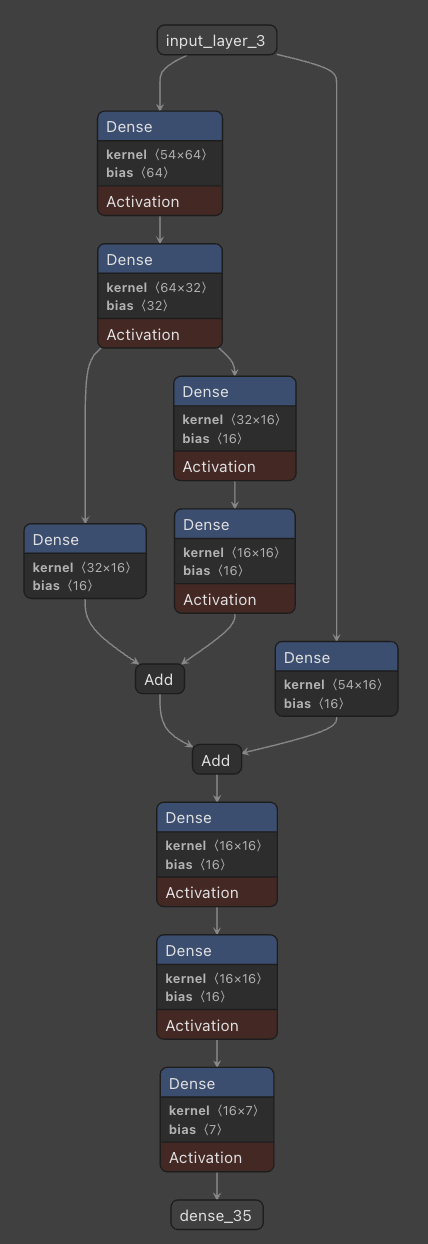 input_layer_3
Dense
kernel ⟨54×64⟩
bias ⟨64⟩
Activation
Dense
kernel ⟨64×32⟩
bias ⟨32⟩
Activation
Dense
kernel ⟨32×16⟩
bias ⟨16⟩
Activation
Dense
kernel ⟨16×16⟩
bias ⟨16⟩
Activation
Dense
kernel ⟨32×16⟩
bias ⟨16⟩
Add
Dense
kernel ⟨54×16⟩
bias ⟨16⟩
Add
Dense
kernel ⟨16×16⟩
bias ⟨16⟩
Activation
Dense
kernel ⟨16×16⟩
bias ⟨16⟩
Activation
Dense
kernel ⟨16×7⟩
bias ⟨7⟩
Activation
dense_35